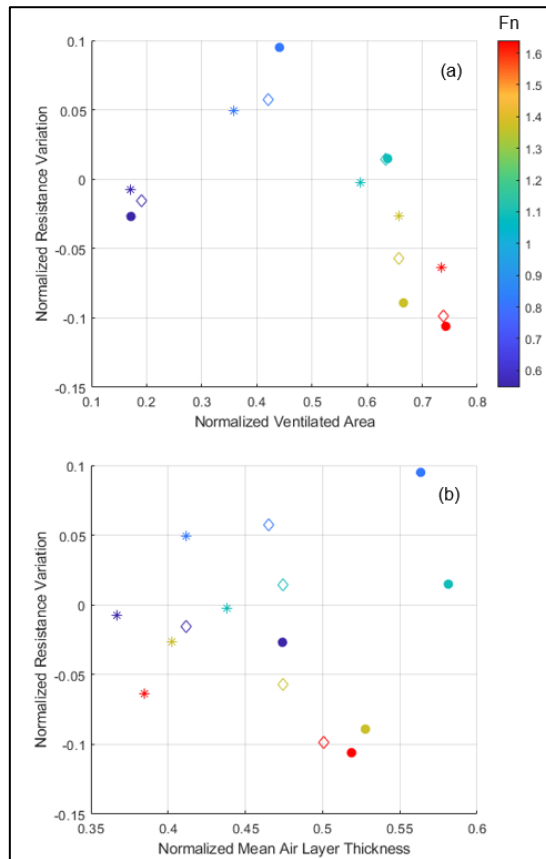 Fn
(a)
0.1
0.05
0
-0.05
-0.1
-0.15
Normalized Resistance Variation
0.1 0.2 0.3 0.4 0.5 0.6 0.7 0.8
Normalized Ventilated Area
1.6
1.5
1.4
1.3
1.2
1.1
1
0.9
0.8
0.7
0.6
(b)
0.1
0.05
0
-0.05
-0.1
-0.15
Normalized Resistance Variation
0.35 0.4 0.45 0.5 0.55 0.6
Normalized Mean Air Layer Thickness